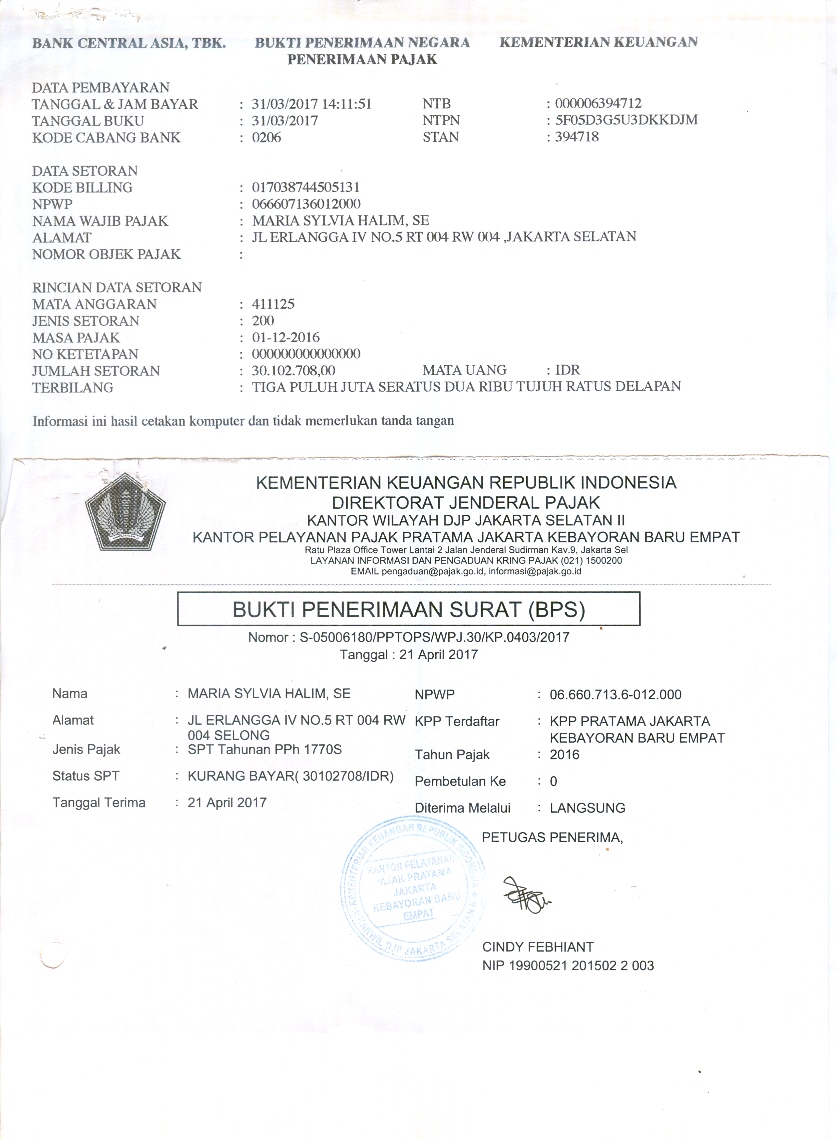 BANK CENTRAL ASIA, TBK. BUKTI PENERIMAAN NEGARA KEMENTERIAN KEUANGAN
PENERIMAAN PAJAK
DATA PEMBAYARAN
TANGGAL & JAM BAYAR : 31/03/2017 14:11:51 NTB : 000006394712
TANGGAL BUKU : 31/03/2017 NTPN : 5F05D3G5U3DKKDJM
KODE CABANG BANK : 0206 STAN : 394718
DATA SETORAN
KODE BILLING : 017038744505131
NPWP : 066607136012000
NAMA WAJIB PAJAK : MARIA SYLVIA HALIM, SE
ALAMAT : JL ERLANGGA IV NO.5 RT 004 RW 004 ,JAKARTA SELATAN
NOMOR OBJEK PAJAK :
RINCIAN DATA SETORAN
MATA ANGGARAN : 411125
JENIS SETORAN : 200
MASA PAJAK : 01-12-2016
NO KETETAPAN : 000000000000000
JUMLAH SETORAN : 30.102.708,00 MATA UANG : IDR
TERBILANG : TIGA PULUH JUTA SERATUS DUA RIBU TUJUH RATUS DELAPAN
Informasi ini hasil cetakan komputer dan tidak memerlukan tanda tangan
KEMENTERIAN KEUANGAN REPUBLIK INDONESIA
DIREKTORAT JENDERAL PAJAK
KANTOR WILAYAH DJP JAKARTA SELATAN II
KANTOR PELAYANAN PAJAK PRATAMA JAKARTA KEBAYORAN BARU EMPAT
Ratu Plaza Office Tower Lantai 2 Jalan Jenderal Sudirman Kav.9, Jakarta Sel
LAYANAN INFORMASI DAN PENGADUAN KRING PAJAK (021) 1500200
EMAIL pengaduan@pajak.go.id, informasi@pajak.go.id
BUKTI PENERIMAAN SURAT (BPS)
Nomor : S-05006180/PPTOPS/WPJ.30/KP.0403/2017
Tanggal : 21 April 2017
Nama : MARIA SYLVIA HALIM, SE NPWP : 06.660.713.6-012.000
Alamat : JL ERLANGGA IV NO.5 RT 004 RW KPP Terdaftar : KPP PRATAMA JAKARTA
004 SELONG KEBAYORAN BARU EMPAT
Jenis Pajak : SPT Tahunan PPh 1770S Tahun Pajak : 2016
Status SPT : KURANG BAYAR( 30102708/IDR) Pembetulan Ke : 0
Tanggal Terima : 21 April 2017 Diterima Melalui : LANGSUNG
PETUGAS PENERIMA,
KEMENTERIAN KEUANGAN REPUBLIK INDONESIA
KANTOR PELAYANAN
PAJAK PRATAMA
JAKARTA
KEBAYORAN BARU
EMPAT
KANWIL DJP JAKARTA SELATAN
CINDY FEBHIANT
NIP 19900521 201502 2 003